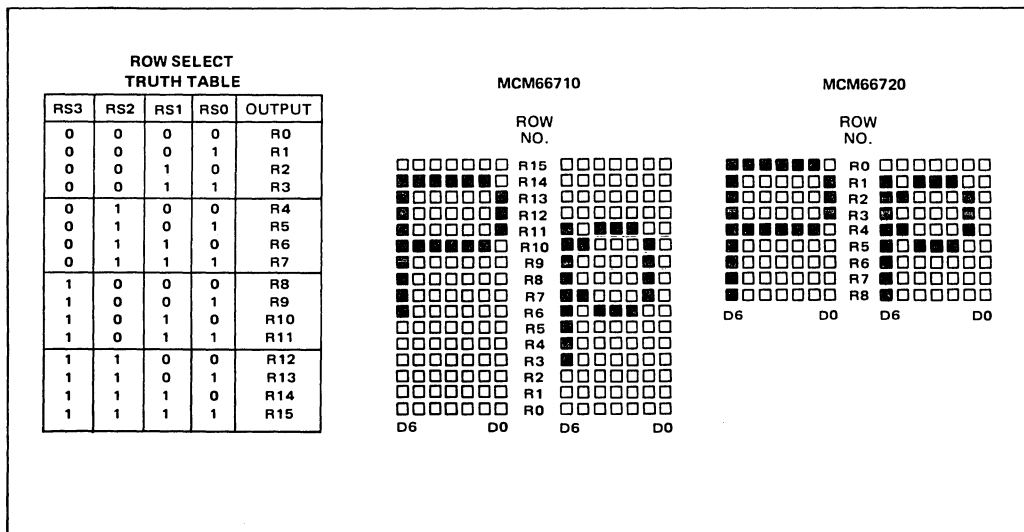 ROW SELECT
TRUTH TABLE
RS3 RS2 RS1 RS0 OUTPUT
0 0 0 0 R0
0 0 0 1 R1
0 0 1 0 R2
0 0 1 1 R3
0 1 0 0 R4
0 1 0 1 R5
0 1 1 0 R6
0 1 1 1 R7
1 0 0 0 R8
1 0 0 1 R9
1 0 1 0 R10
1 0 1 1 R11
1 1 0 0 R12
1 1 0 1 R13
1 1 1 0 R14
1 1 1 1 R15
MCM66710
ROW
NO.
R15
R14
R13
R12
R11
R10
R9
R8
R7
R6
R5
R4
R3
R2
R1
R0
D6 D0 D6 D0
MCM66720
ROW
NO.
R0
R1
R2
R3
R4
R5
R6
R7
R8
D6 D0 D6 D0